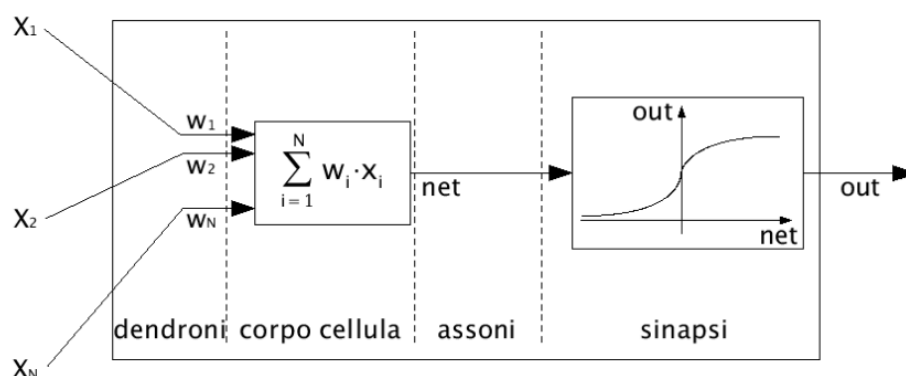 X1
X2
XN
w1
w2
wN
N
∑ wi·xi
i = 1
net
out
net
out
dendroni
corpo cellula
assoni
sinapsi